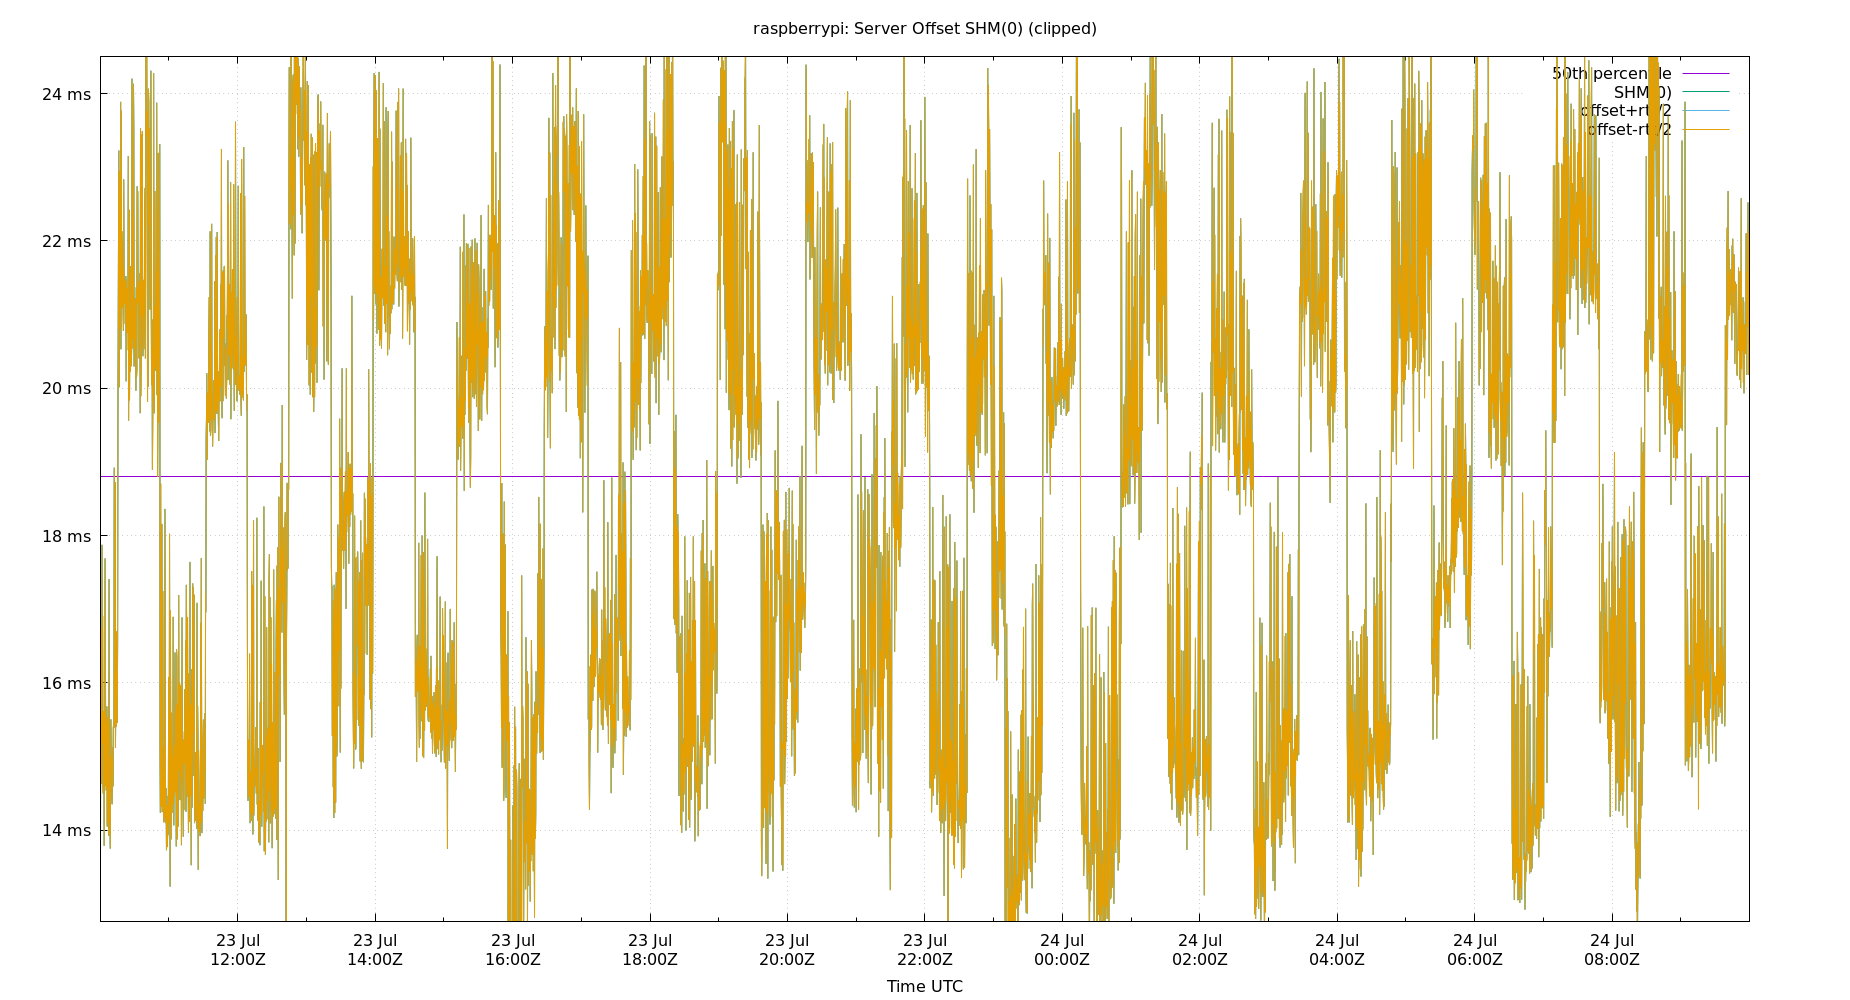 raspberrypi: Server Offset SHM(0) (clipped)
50th percentile
SHM(0)
offset+rtt/2
offset-rtt/2
24 ms
22 ms
20 ms
18 ms
16 ms
14 ms
23 Jul 12:00Z
23 Jul 14:00Z
23 Jul 16:00Z
23 Jul 18:00Z
23 Jul 20:00Z
23 Jul 22:00Z
24 Jul 00:00Z
24 Jul 02:00Z
24 Jul 04:00Z
24 Jul 06:00Z
24 Jul 08:00Z
Time UTC